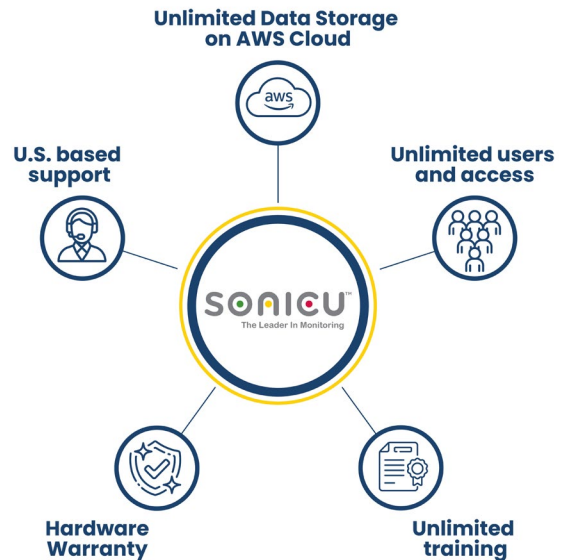 Unlimited Data Storage
on AWS Cloud
aws
U.S. based
support
Unlimited users
and access
SONICU™
The Leader In Monitoring
Hardware
Warranty
Unlimited
training